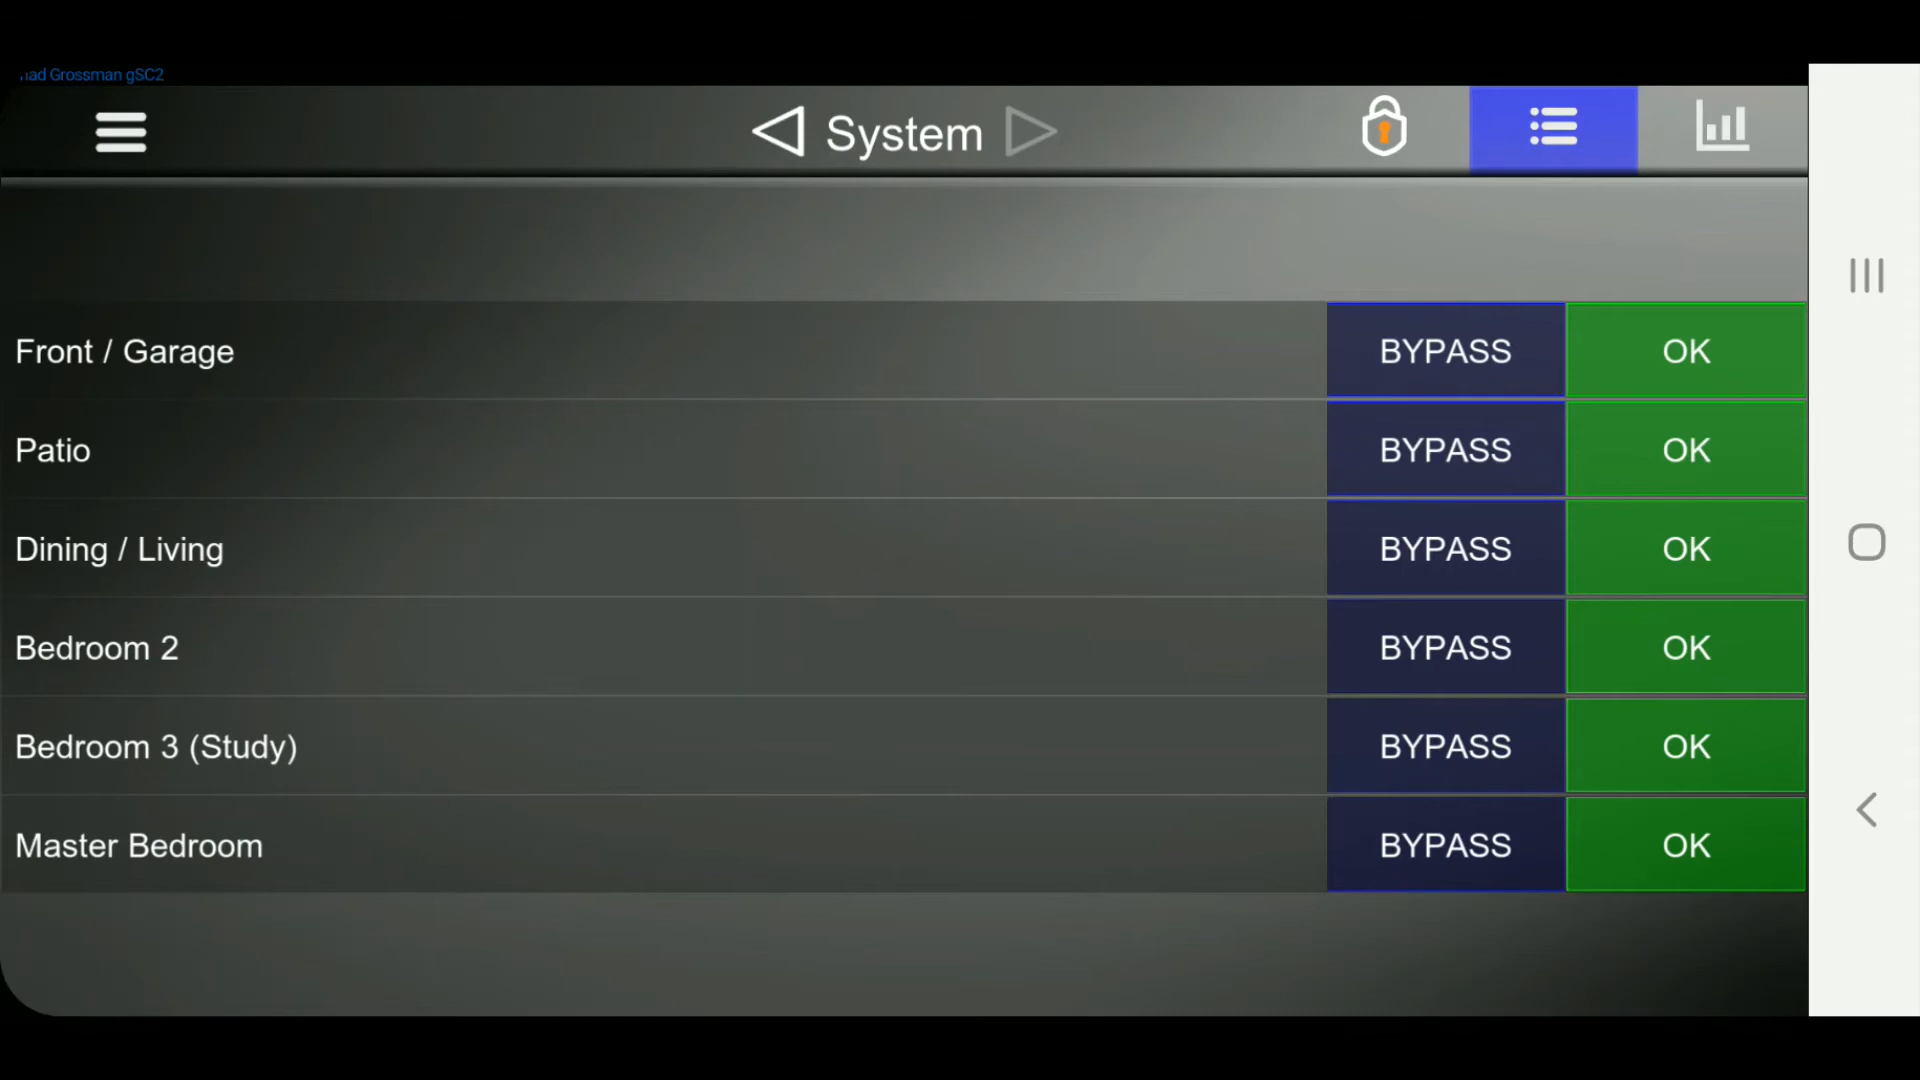 Grossman gSC2
System
Front / Garage BYPASS OK
Patio BYPASS OK
Dining / Living BYPASS OK
Bedroom 2 BYPASS OK
Bedroom 3 (Study) BYPASS OK
Master Bedroom BYPASS OK